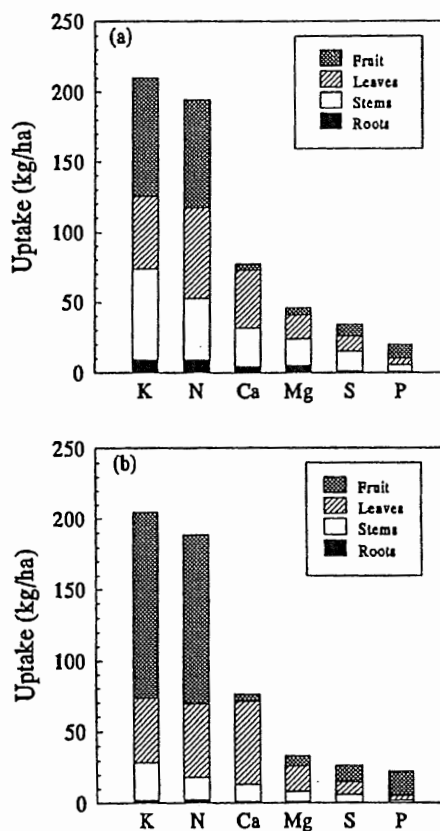 250
(a)
Fruit
Leaves
Stems
Roots
200
150
100
50
0
Uptake (kg/ha)
K N Ca Mg S P
250
(b)
Fruit
Leaves
Stems
Roots
200
150
100
50
0
Uptake (kg/ha)
K N Ca Mg S P